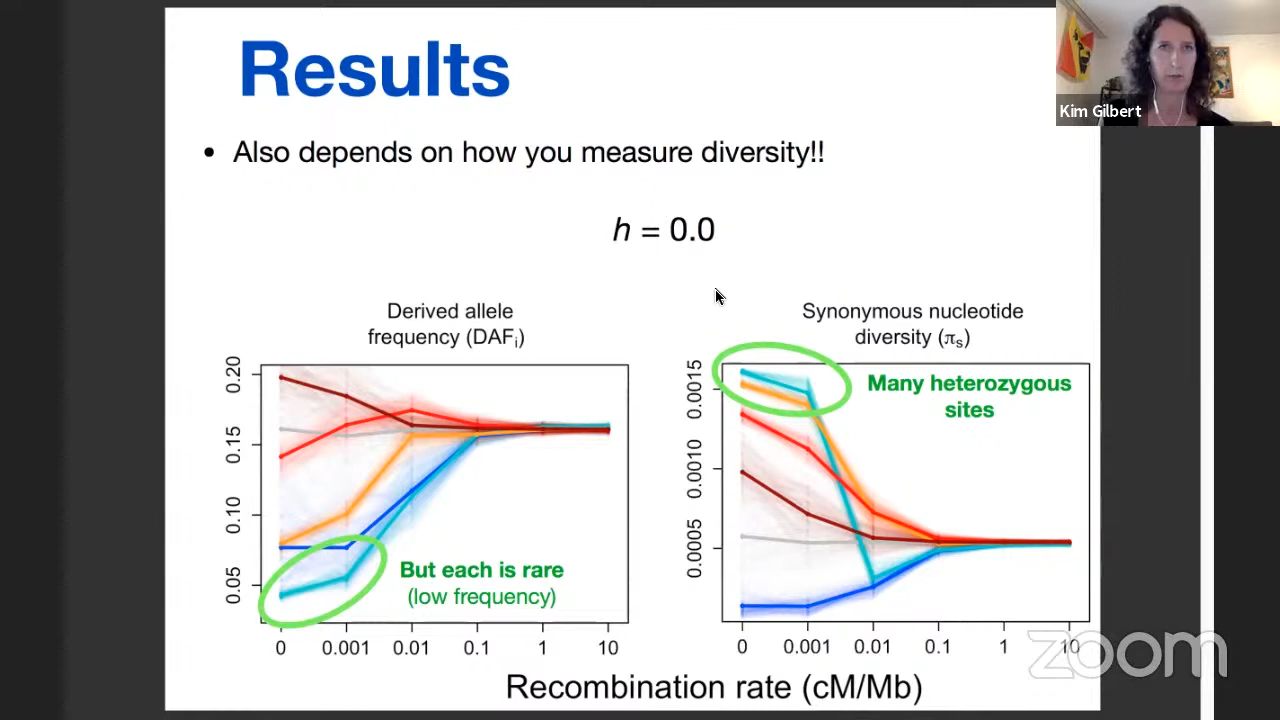 Results
Kim Gilbert
• Also depends on how you measure diversity!!
h = 0.0
Derived allele
frequency (DAFi)
0.20
0.15
0.10
0.05
But each is rare
(low frequency)
0
0.001
0.01
0.1
1
10
Synonymous nucleotide
diversity (πs)
0.0015
0.0010
0.0005
Many heterozygous
sites
0
0.001
0.01
0.1
1
10
Recombination rate (cM/Mb)
zoom